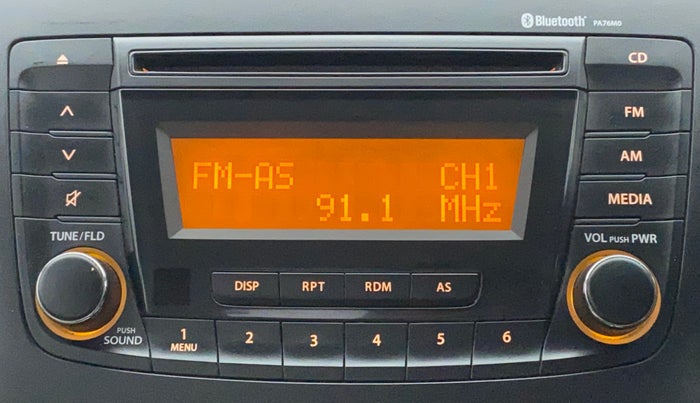 Bluetooth® PA76M0
CD
FM
AM
MEDIA
FM-AS CH1
91.1 MHz
TUNE/FLD
VOL PUSH PWR
DISP RPT RDM AS
PUSH
SOUND
1 2 3 4 5 6
MENU